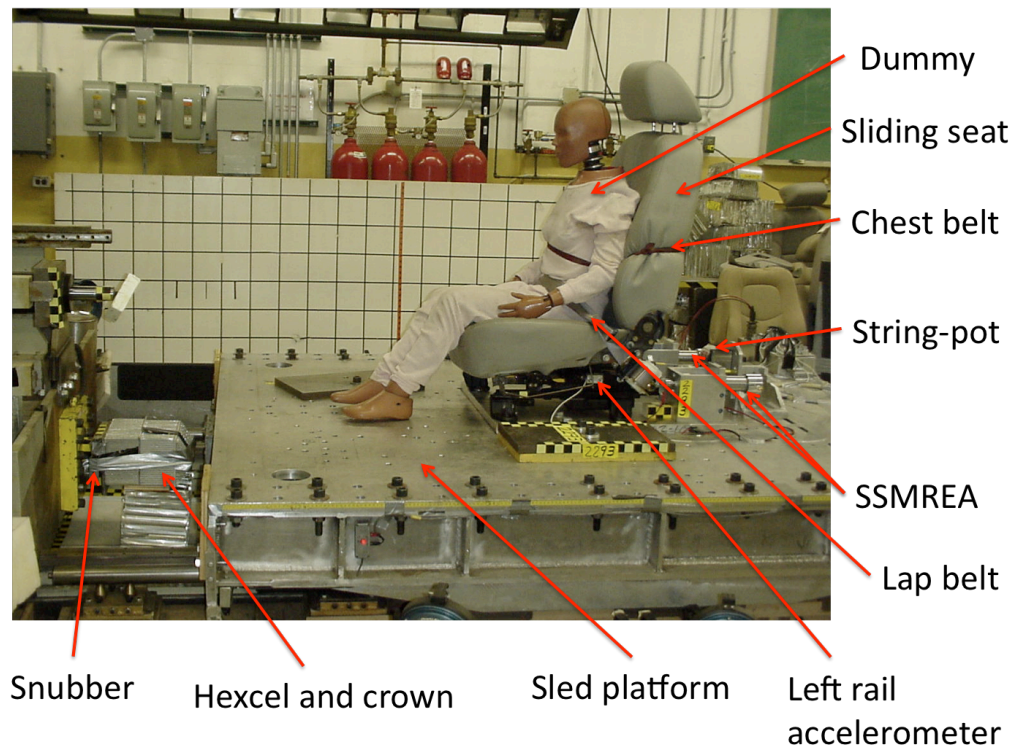 Dummy
Sliding seat
Chest belt
String-pot
SSMREA
Lap belt
Left rail
accelerometer
Sled platform
Hexcel and crown
Snubber
2293